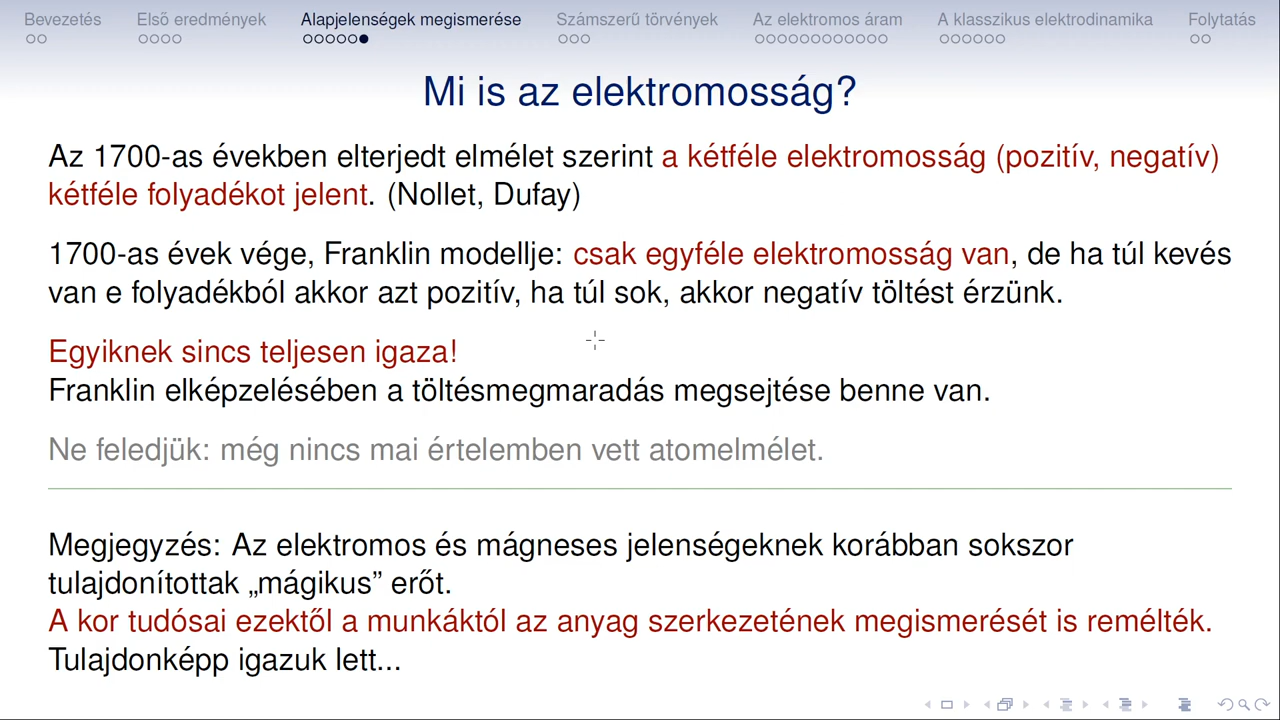 Bevezetés Első eredmények Alapjelenségek megismerése Számszerű törvények Az elektromos áram A klasszikus elektrodinamika Folytatás
Mi is az elektromosság?
Az 1700-as években elterjedt elmélet szerint a kétféle elektromosság (pozitív, negatív)
kétféle folyadékot jelent. (Nollet, Dufay)
1700-as évek vége, Franklin modellje: csak egyféle elektromosság van, de ha túl kevés
van e folyadékból akkor azt pozitív, ha túl sok, akkor negatív töltést érzünk.
Egyiknek sincs teljesen igaza!
Franklin elképzelésében a töltésmegmaradás megsejtése benne van.
Ne feledjük: még nincs mai értelemben vett atomelmélet.
Megjegyzés: Az elektromos és mágneses jelenségeknek korábban sokszor
tulajdonítottak „mágikus” erőt.
A kor tudósai ezektől a munkáktól az anyag szerkezetének megismerését is remélték.
Tulajdonképp igazuk lett...